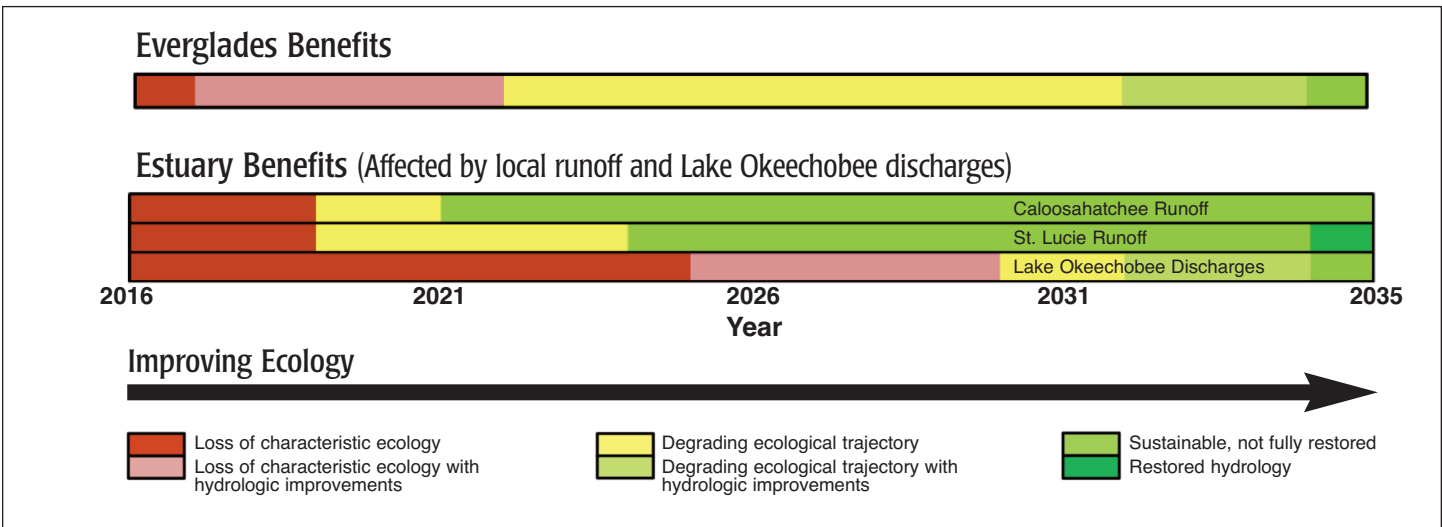 Everglades Benefits
Estuary Benefits (Affected by local runoff and Lake Okeechobee discharges)
Caloosahatchee Runoff
St. Lucie Runoff
Lake Okeechobee Discharges
2016 2021 2026 2031 2035
Year
Improving Ecology
Loss of characteristic ecology
Loss of characteristic ecology with
hydrologic improvements
Degrading ecological trajectory
Degrading ecological trajectory with
hydrologic improvements
Sustainable, not fully restored
Restored hydrology